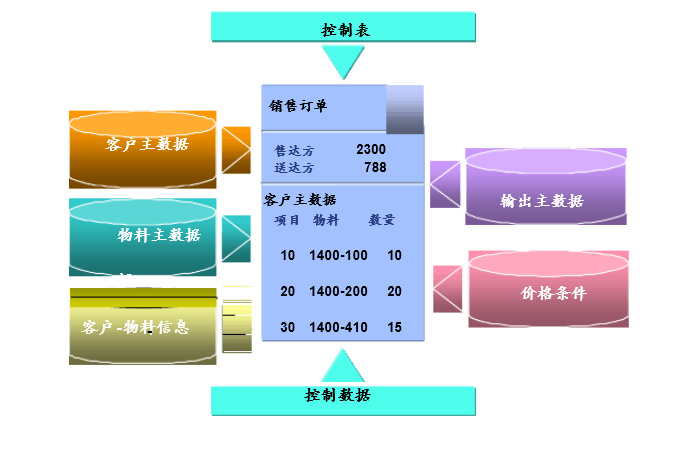 控制表
销售订单
售达方 2300
送达方 788
客户主数据
项目 物料 数量
10 1400-100 10
20 1400-200 20
30 1400-410 15
客户主数据
物料主数据
客户-物料信息
输出主数据
价格条件
控制数据